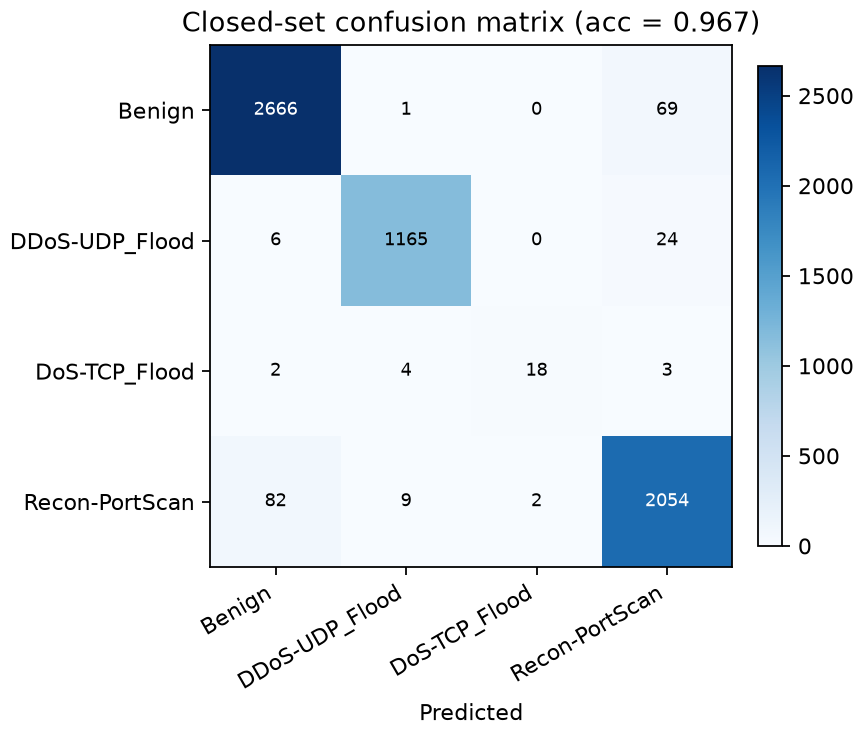 Closed-set confusion matrix (acc = 0.967)
Benign 2666 1 0 69
DDoS-UDP_Flood 6 1165 0 24
DoS-TCP_Flood 2 4 18 3
Recon-PortScan 82 9 2 2054
Benign DDoS-UDP_Flood DoS-TCP_Flood Recon-PortScan
Predicted
2500
2000
1500
1000
500
0